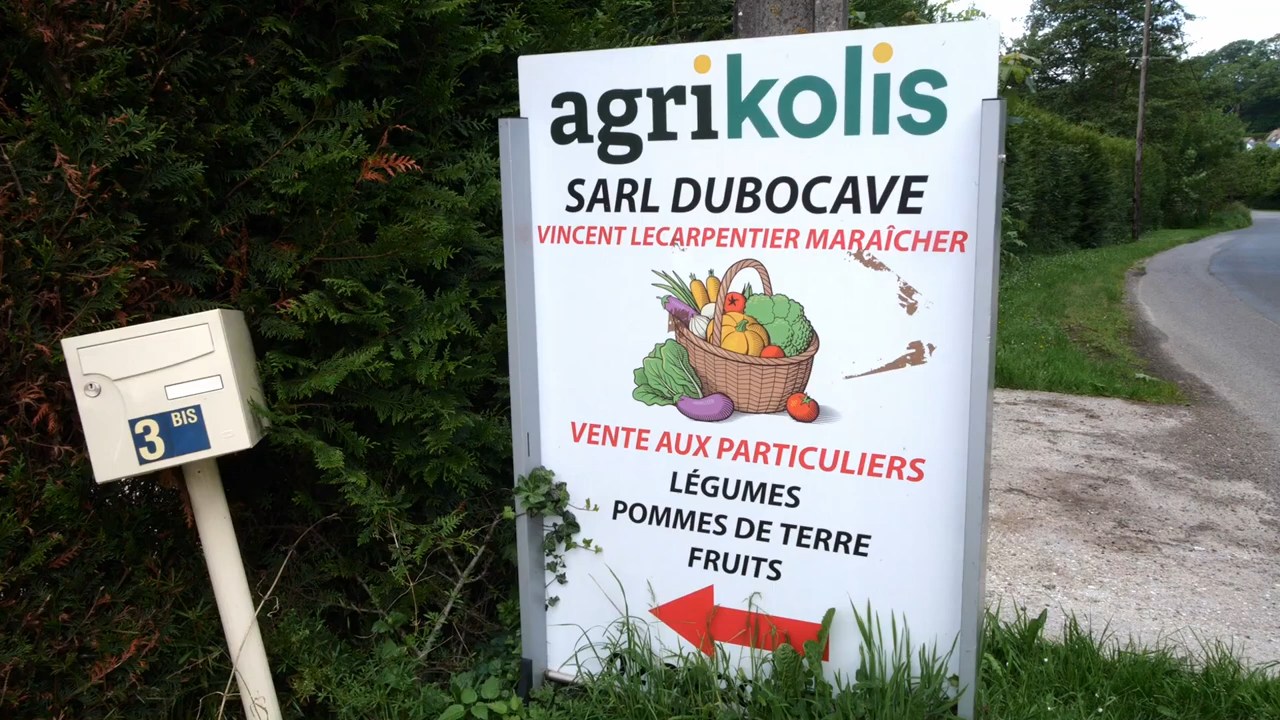 agrikolis
SARL DUBOCAVE
VINCENT LECARPENTIER MARAÎCHER
VENTE AUX PARTICULIERS
LÉGUMES
POMMES DE TERRE
FRUITS
3 BIS